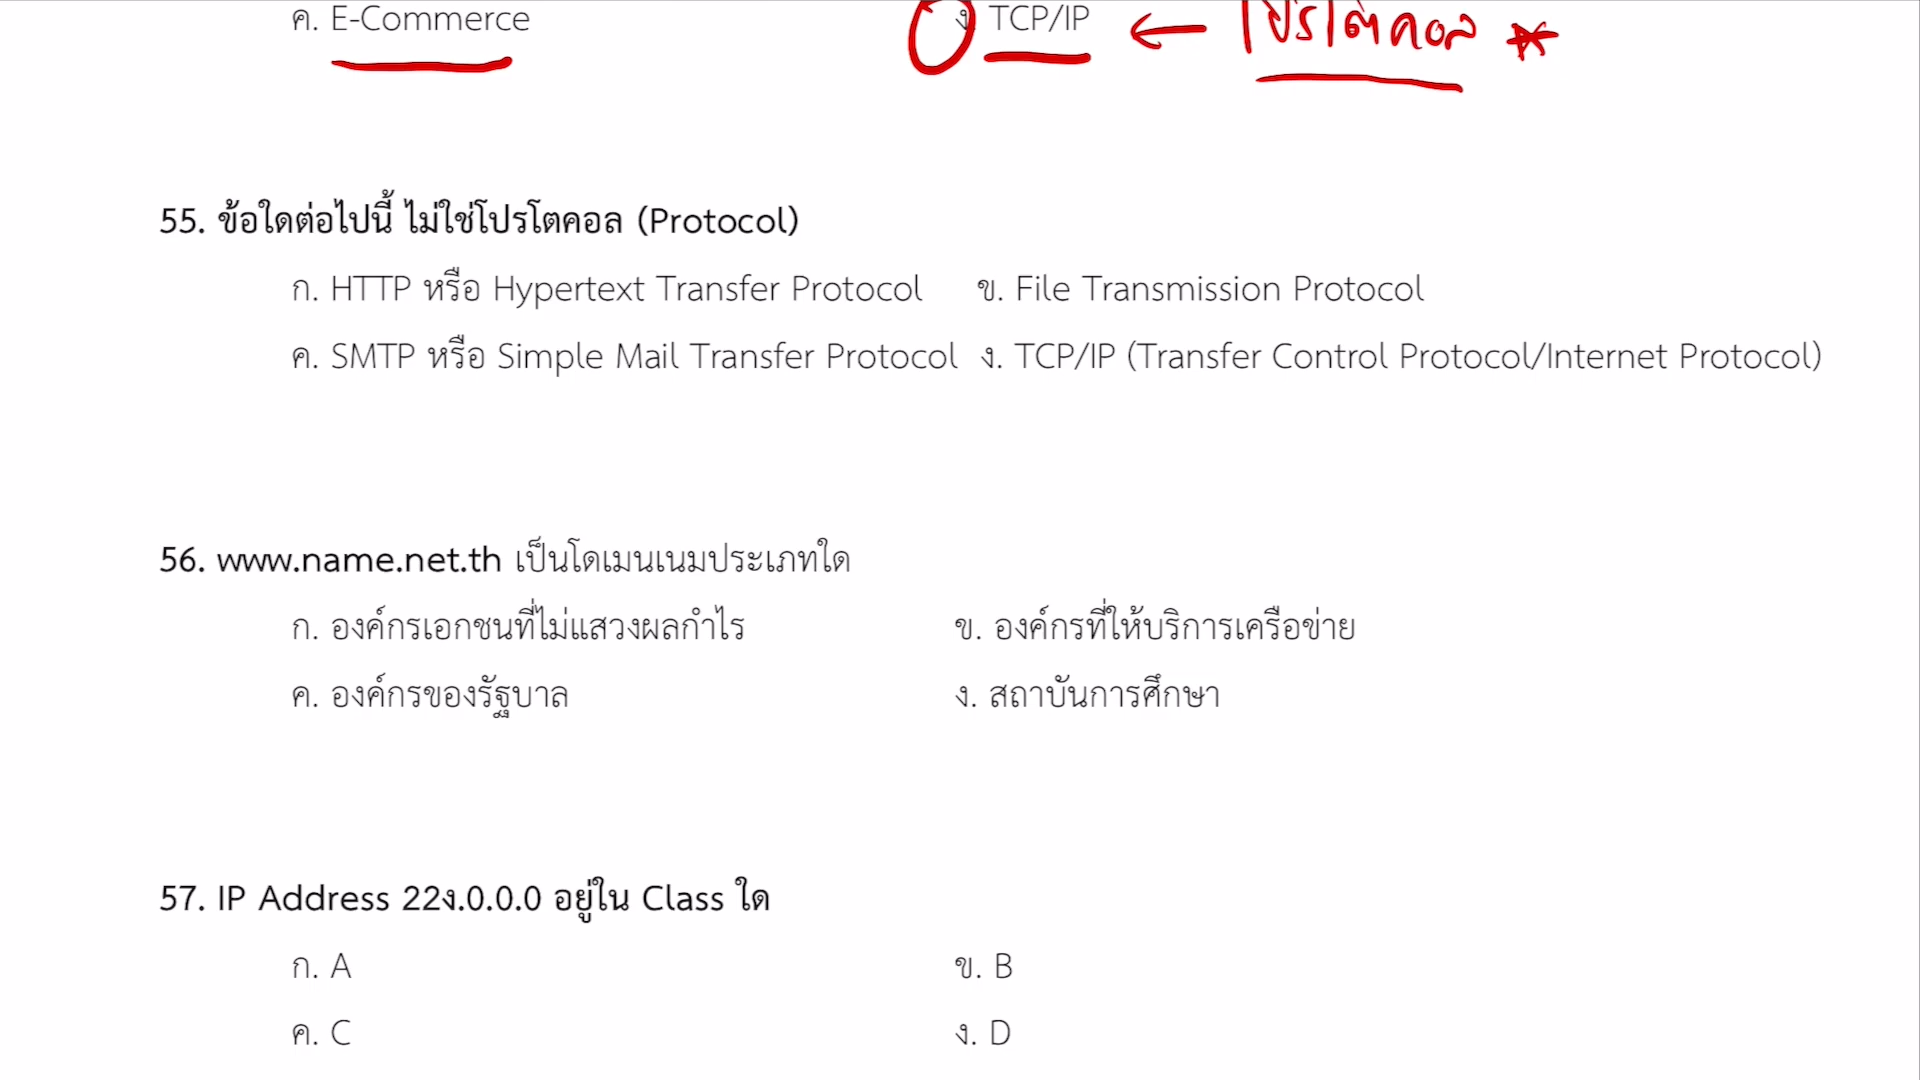 ค. E-Commerce
ง. TCP/IP ← โปรโตคอล *
55. ข้อใดต่อไปนี้ ไม่ใช่โปรโตคอล (Protocol)
ก. HTTP หรือ Hypertext Transfer Protocol ข. File Transmission Protocol
ค. SMTP หรือ Simple Mail Transfer Protocol ง. TCP/IP (Transfer Control Protocol/Internet Protocol)
56. www.name.net.th เป็นโดเมนเนมประเภทใด
ก. องค์กรเอกชนที่ไม่แสวงผลกำไร ข. องค์กรที่ให้บริการเครือข่าย
ค. องค์กรของรัฐบาล ง. สถาบันการศึกษา
57. IP Address 22ง.0.0.0 อยู่ใน Class ใด
ก. A ข. B
ค. C ง. D